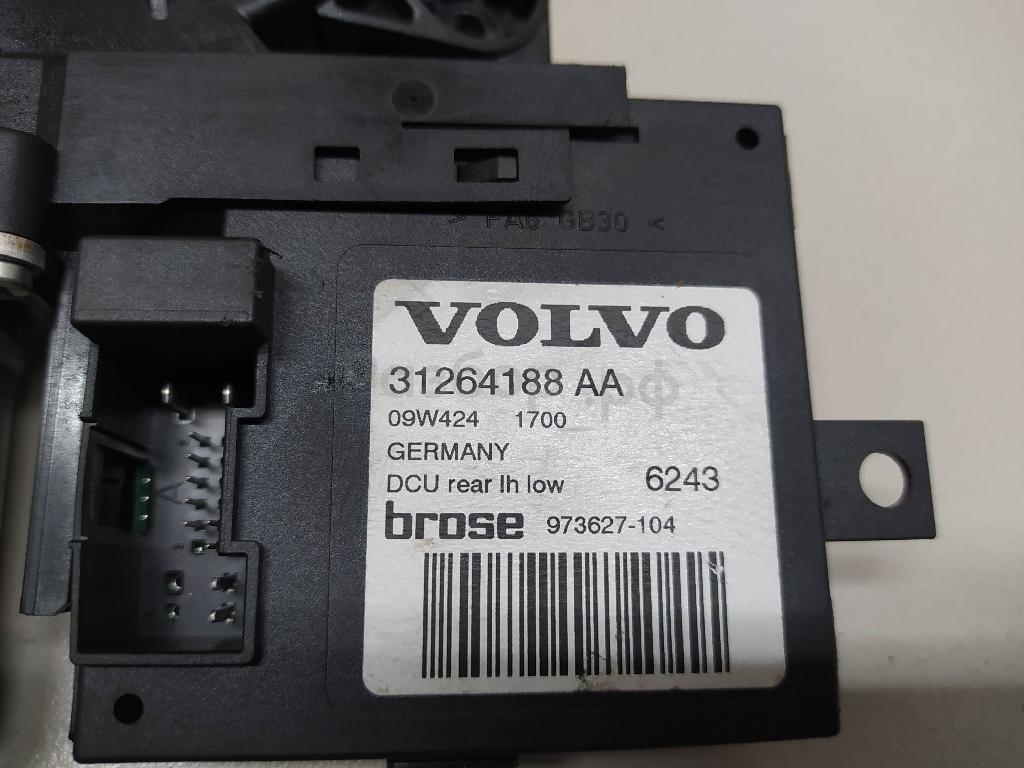 > PA6 GB30 <
VOLVO
31264188 AA
09W424 1700
GERMANY
DCU rear lh low 6243
brose 973627-104
A